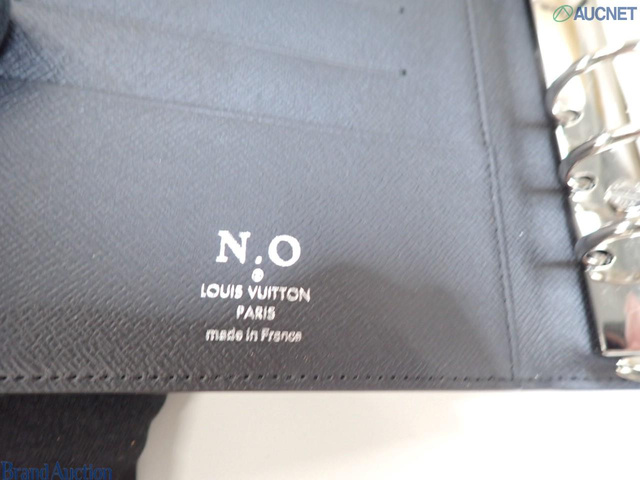 AUCNET
N.O
®
LOUIS VUITTON
PARIS
made in France
Brand Auction